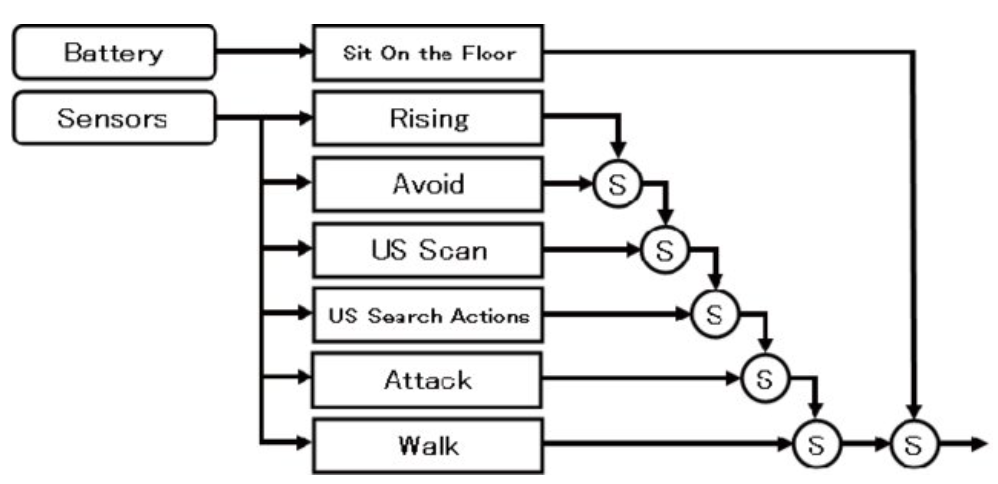 Battery
Sit On the Floor
Sensors
Rising
Avoid
S
US Scan
S
US Search Actions
S
Attack
S
Walk
S
S